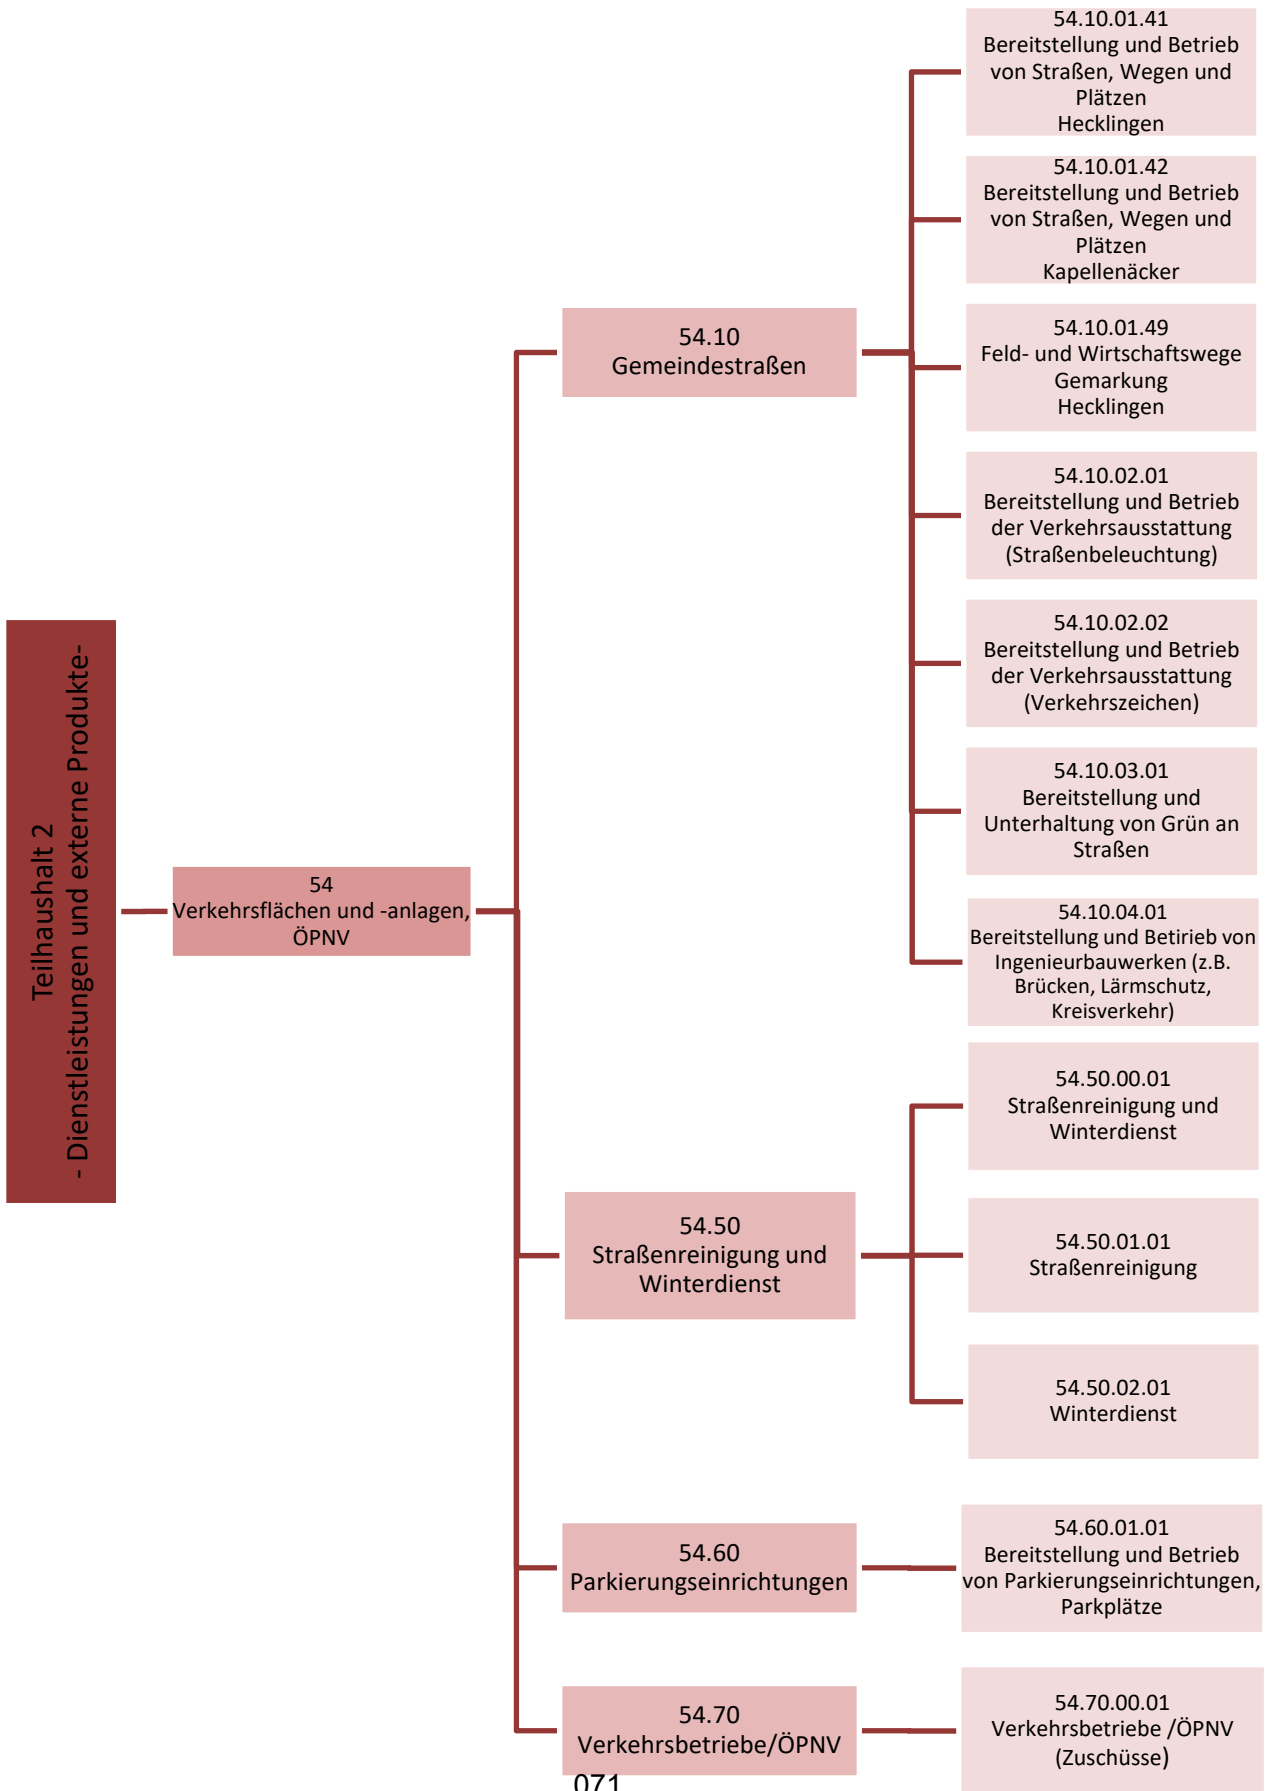 Teilhaushalt 2
- Dienstleistungen und externe Produkte-
54
Verkehrsflächen und -anlagen,
ÖPNV
54.10
Gemeindestraßen
54.10.01.41
Bereitstellung und Betrieb
von Straßen, Wegen und
Plätzen
Hecklingen
54.10.01.42
Bereitstellung und Betrieb
von Straßen, Wegen und
Plätzen
Kapellenäcker
54.10.01.49
Feld- und Wirtschaftswege
Gemarkung
Hecklingen
54.10.02.01
Bereitstellung und Betrieb
der Verkehrsausstattung
(Straßenbeleuchtung)
54.10.02.02
Bereitstellung und Betrieb
der Verkehrsausstattung
(Verkehrszeichen)
54.10.03.01
Bereitstellung und
Unterhaltung von Grün an
Straßen
54.10.04.01
Bereitstellung und Betirieb von
Ingenieurbauwerken (z.B.
Brücken, Lärmschutz,
Kreisverkehr)
54.50
Straßenreinigung und
Winterdienst
54.50.00.01
Straßenreinigung und
Winterdienst
54.50.01.01
Straßenreinigung
54.50.02.01
Winterdienst
54.60
Parkierungseinrichtungen
54.60.01.01
Bereitstellung und Betrieb
von Parkierungseinrichtungen,
Parkplätze
54.70
Verkehrsbetriebe/ÖPNV
54.70.00.01
Verkehrsbetriebe /ÖPNV
(Zuschüsse)
071